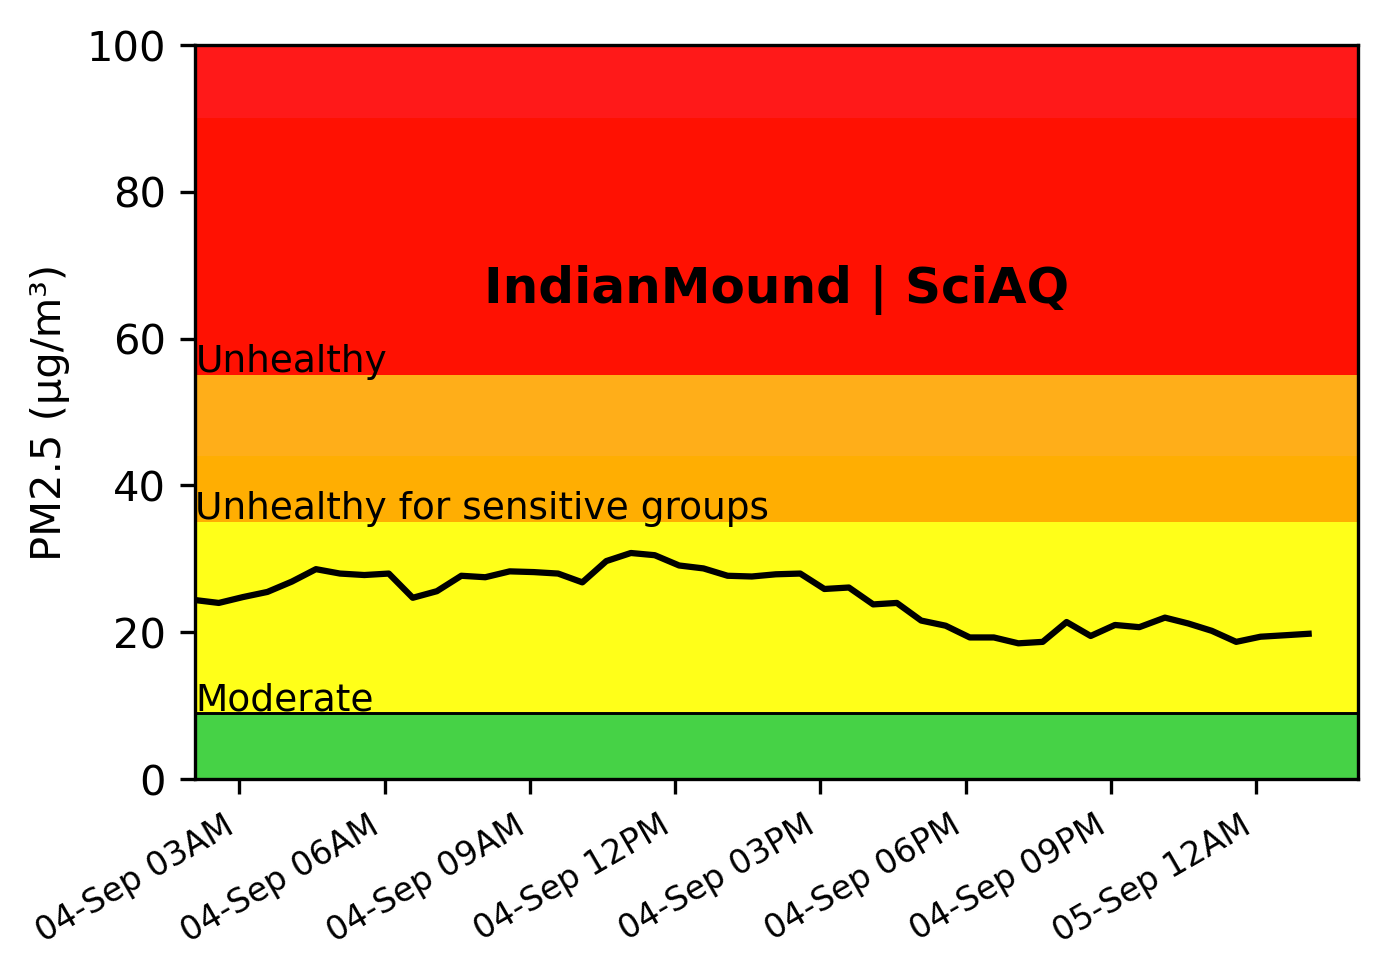 100
80
60
40
20
0
PM2.5 (µg/m³)
IndianMound | SciAQ
Unhealthy
Unhealthy for sensitive groups
Moderate
04-Sep 03AM
04-Sep 06AM
04-Sep 09AM
04-Sep 12PM
04-Sep 03PM
04-Sep 06PM
04-Sep 09PM
05-Sep 12AM